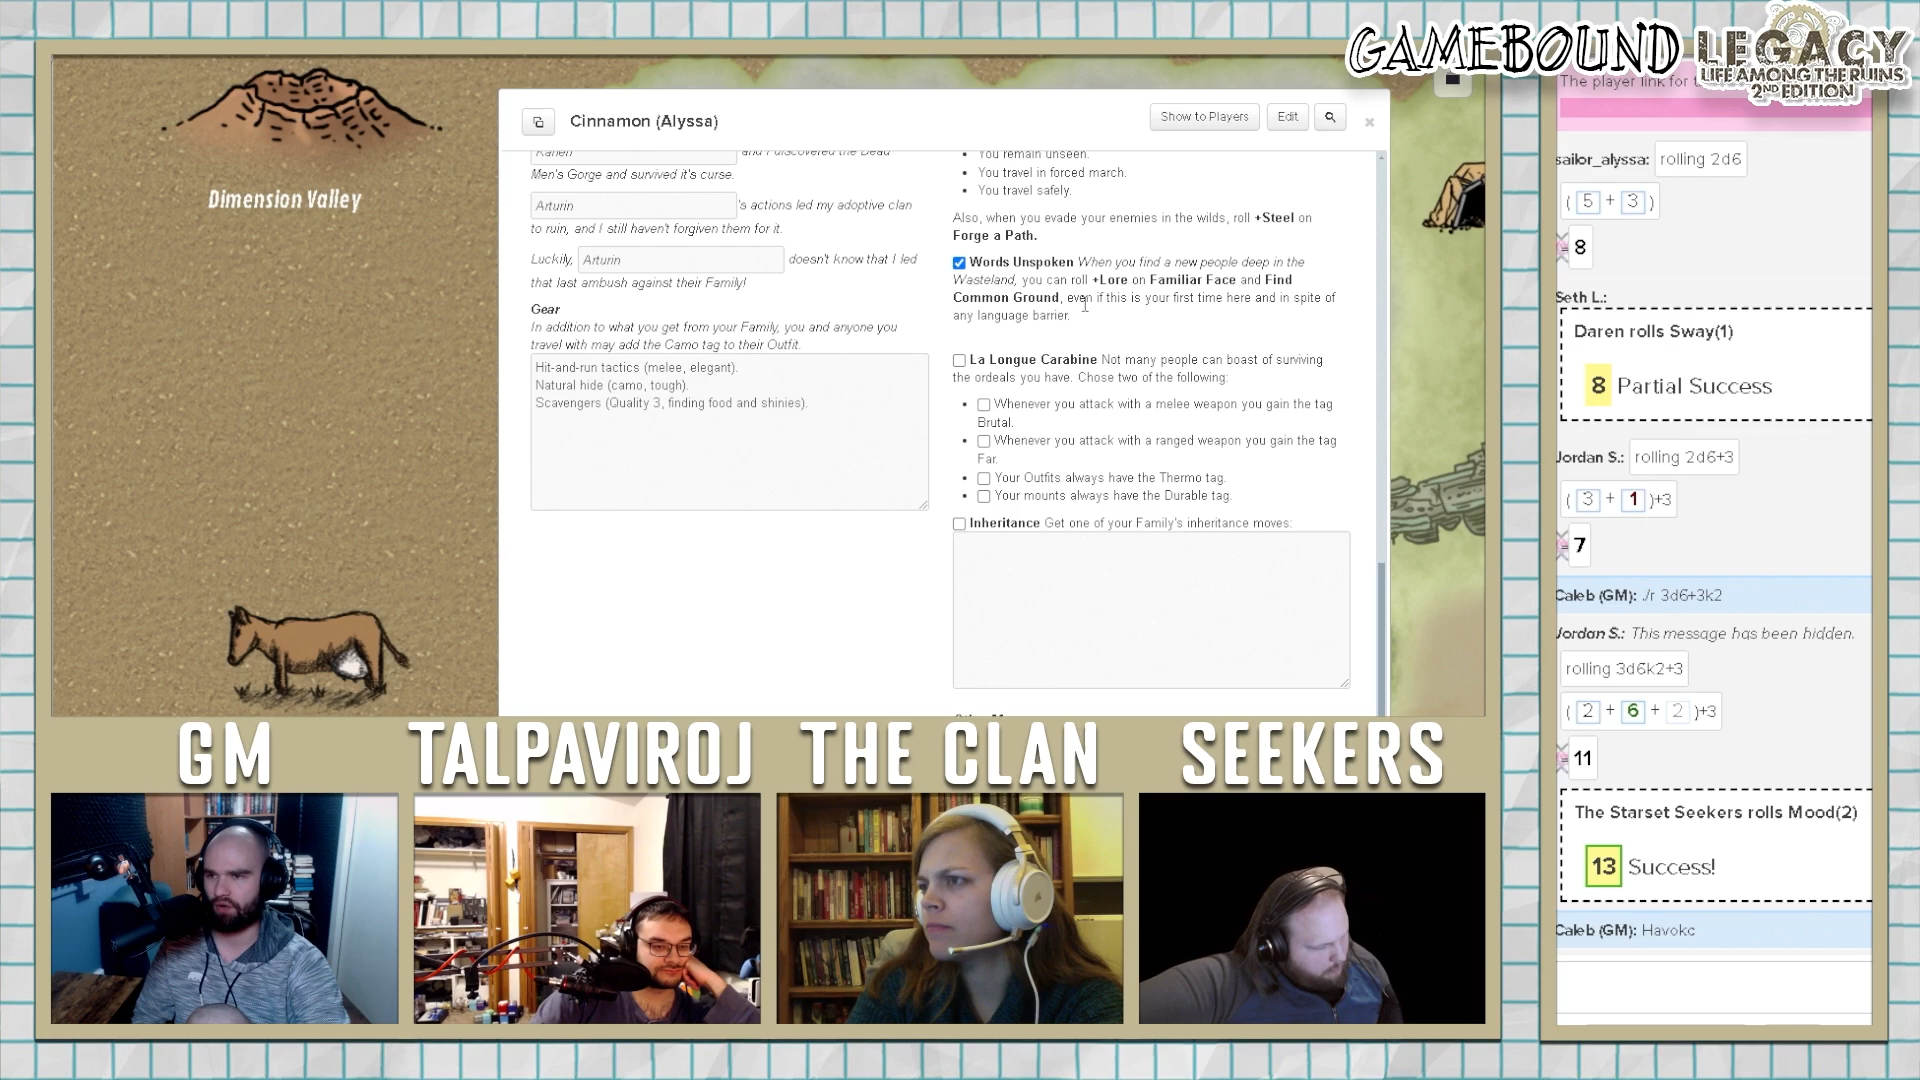 GAMEBOUND
LEGACY
LIFE AMONG THE RUINS
2ND EDITION
Dimension Valley
Cinnamon (Alyssa)
Show to Players
Edit
and I discovered the Dead
Men's Gorge and survived it's curse.
Arturin 's actions led my adoptive clan
to ruin, and I still haven't forgiven them for it.
Luckily, Arturin doesn't know that I led
that last ambush against their Family!
Gear
In addition to what you get from your Family, you and anyone you
travel with may add the Camo tag to their Outfit.
Hit-and-run tactics (melee, elegant).
Natural hide (camo, tough).
Scavengers (Quality 3, finding food and shinies).
You remain unseen.
You travel in forced march.
You travel safely.
Also, when you evade your enemies in the wilds, roll +Steel on
Forge a Path.
Words Unspoken When you find a new people deep in the
Wasteland, you can roll +Lore on Familiar Face and Find
Common Ground, even if this is your first time here and in spite of
any language barrier.
La Longue Carabine Not many people can boast of surviving
the ordeals you have. Chose two of the following:
Whenever you attack with a melee weapon you gain the tag
Brutal.
Whenever you attack with a ranged weapon you gain the tag
Far.
Your Outfits always have the Thermo tag.
Your mounts always have the Durable tag.
Inheritance Get one of your Family's inheritance moves:
The player link for
sailor_alyssa: rolling 2d6
( 5 + 3 )
= 8
Seth L.:
Daren rolls Sway(1)
8 Partial Success
Jordan S.: rolling 2d6+3
( 3 + 1 )+3
= 7
Caleb (GM): ./r 3d6+3k2
Jordan S.: This message has been hidden.
rolling 3d6k2+3
( 2 + 6 + 2 )+3
= 11
The Starset Seekers rolls Mood(2)
13 Success!
Caleb (GM): Havokc
GM
TALPAVIROJ
THE CLAN
SEEKERS